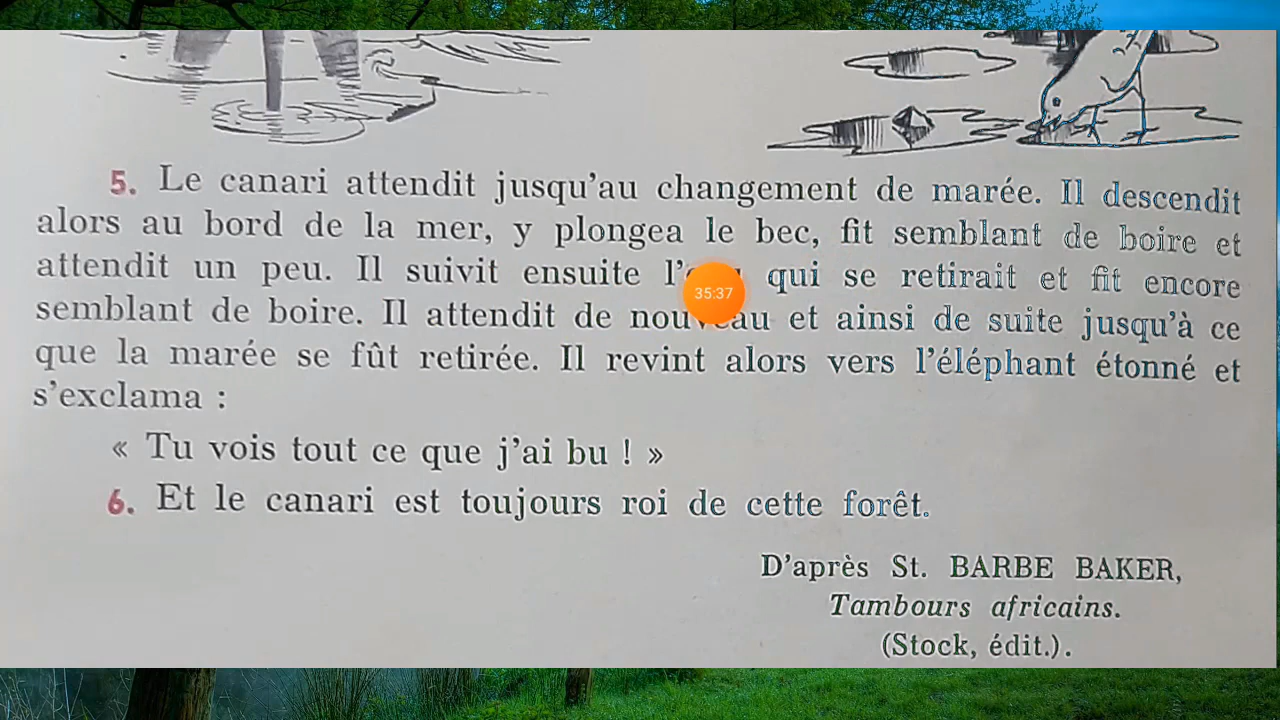 5. Le canari attendit jusqu'au changement de marée. Il descendit
alors au bord de la mer, y plongea le bec, fit semblant de boire et
attendit un peu. Il suivit ensuite qui se retirait et fit encore
35:37
semblant de boire. Il attendit de nouveau et ainsi de suite jusqu'à ce
que la marée se fût retirée. Il revint alors vers l'éléphant étonné et
s'exclama :
« Tu vois tout ce que j'ai bu ! »
6. Et le canari est toujours roi de cette forêt.
D'après St. BARBE BAKER,
Tambours africains.
(Stock, édit.).